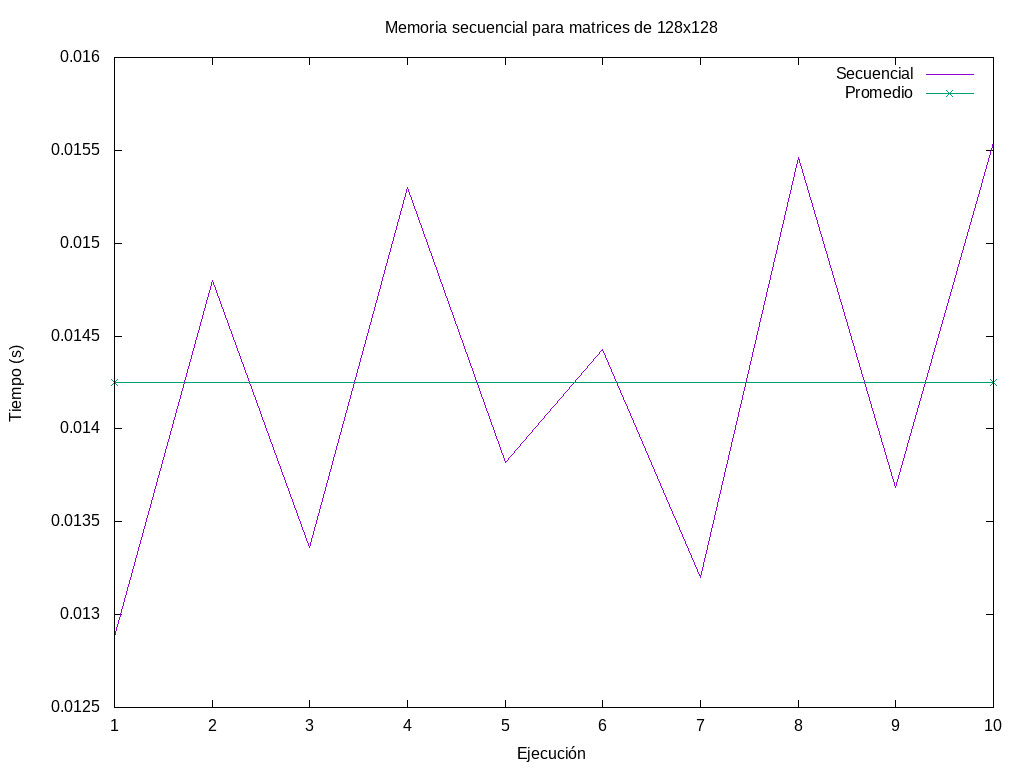 Memoria secuencial para matrices de 128x128
Secuencial
Promedio
0.016
0.0155
0.015
0.0145
0.014
0.0135
0.013
0.0125
Tiempo (s)
1 2 3 4 5 6 7 8 9 10
Ejecución